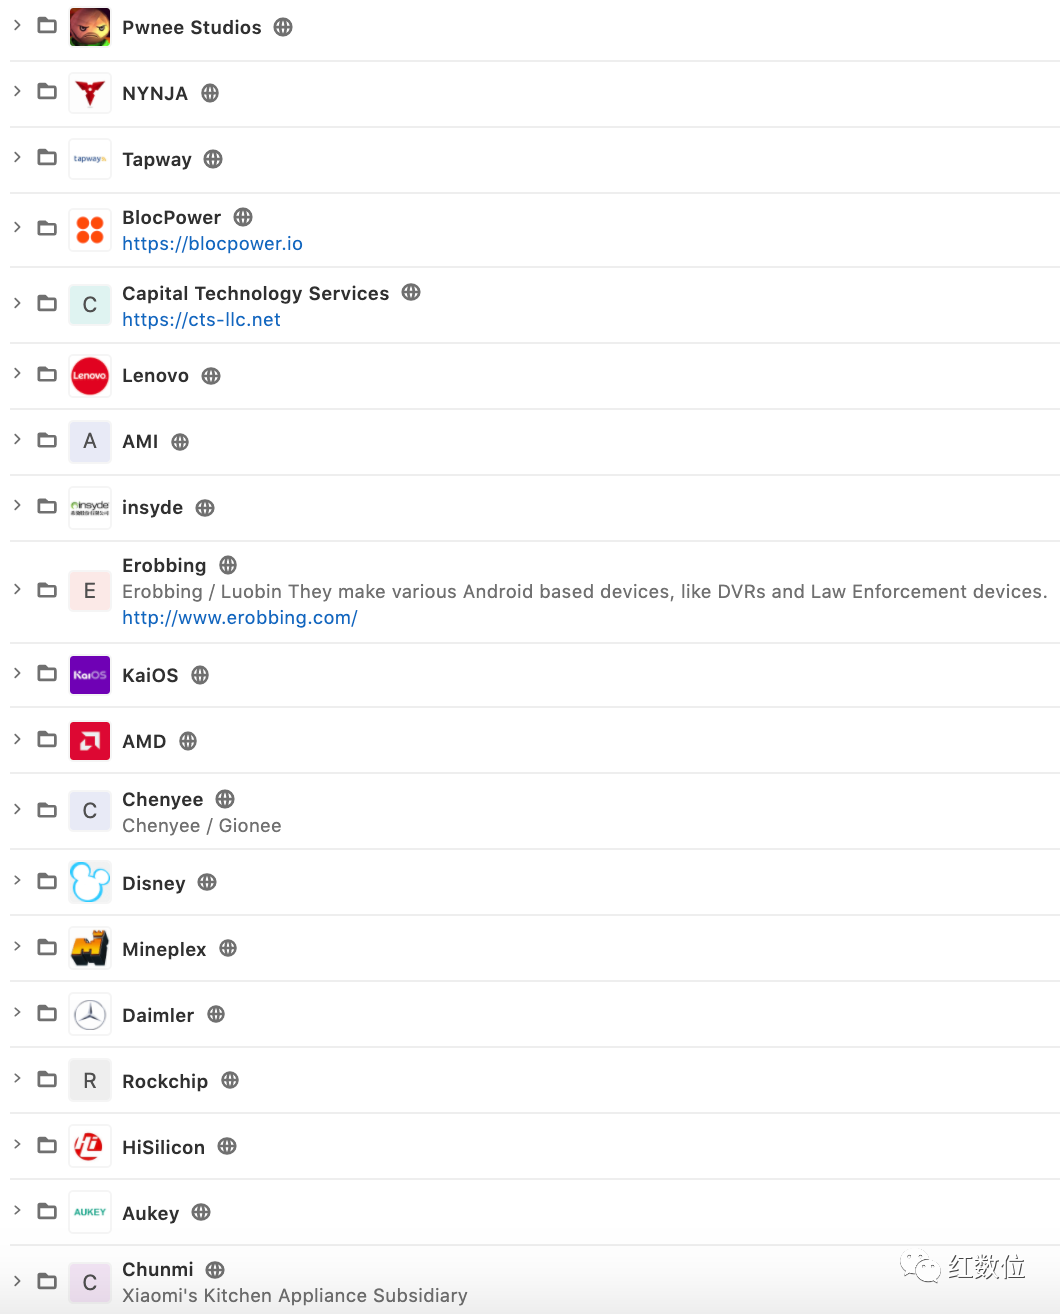 Pwnee Studios
NYNJA
tapway
Tapway
BlocPower
https://blocpower.io
C
Capital Technology Services
https://cts-llc.net
Lenovo
Lenovo
A
AMI
insyde
insyde
Erobbing
E
Erobbing / Luobin They make various Android based devices, like DVRs and Law Enforcement devices.
http://www.erobbing.com/
KaiOS
KaiOS
AMD
Chenyee
C
Chenyee / Gionee
Disney
Mineplex
Daimler
R
Rockchip
Hi
HiSilicon
AUKEY
Aukey
Chunmi
C
Xiaomi's Kitchen Appliance Subsidiary
红数位